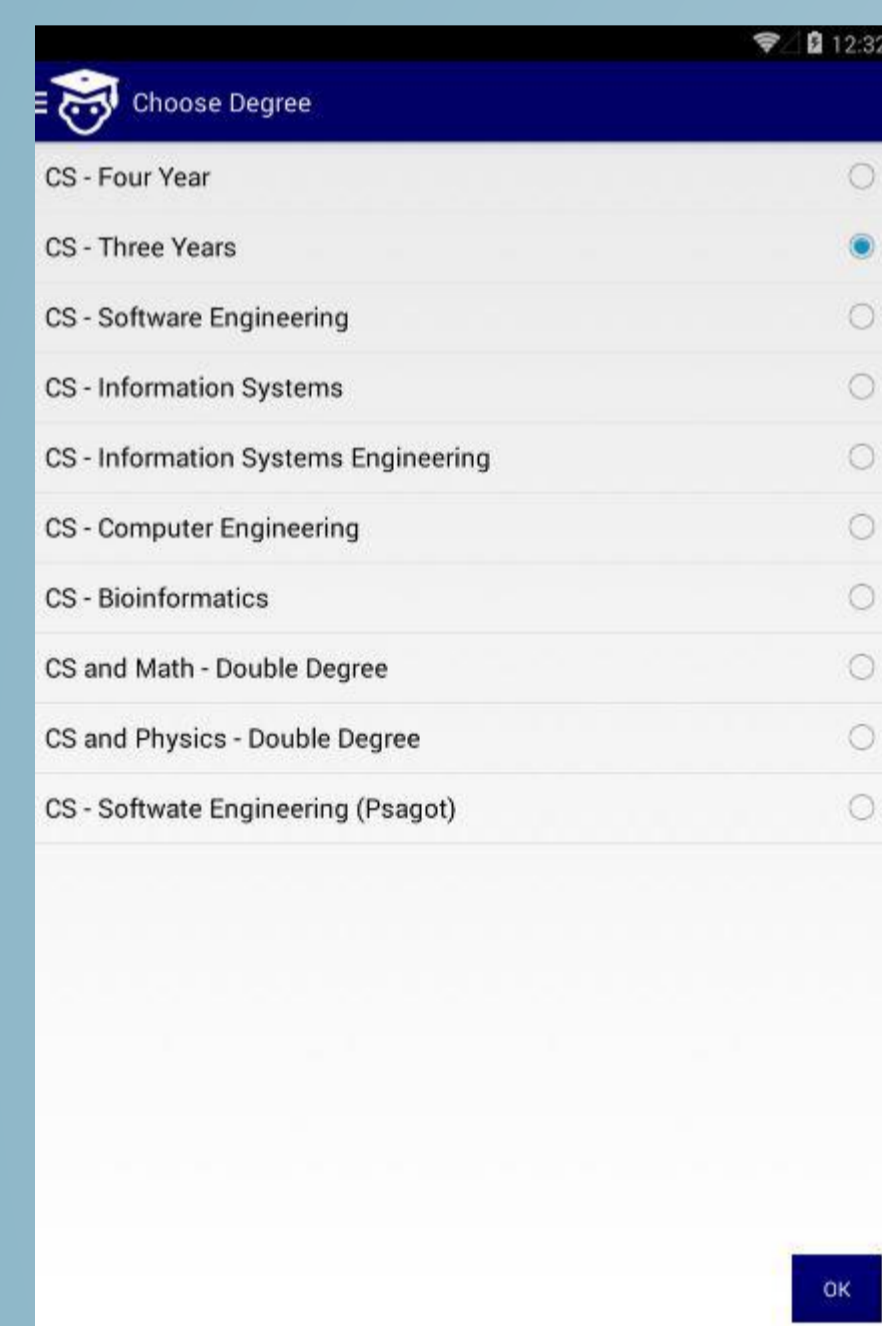 12:32
Choose Degree
CS - Four Year
CS - Three Years
CS - Software Engineering
CS - Information Systems
CS - Information Systems Engineering
CS - Computer Engineering
CS - Bioinformatics
CS and Math - Double Degree
CS and Physics - Double Degree
CS - Softwate Engineering (Psagot)
OK